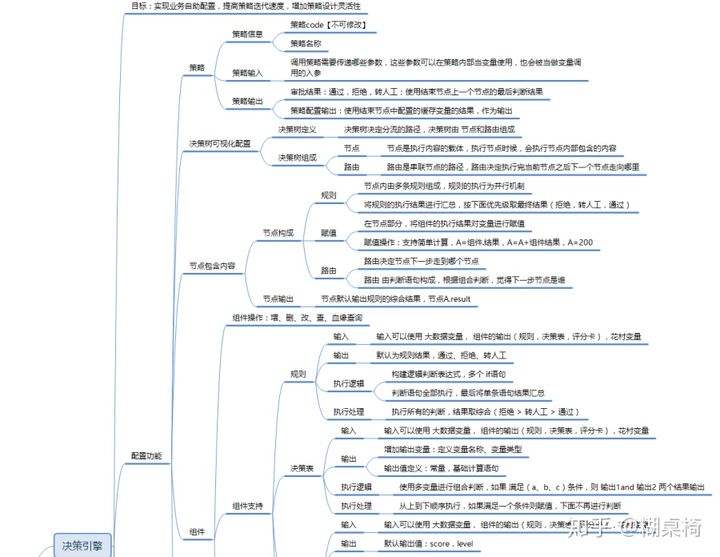 目标：实现业务自助配置，提高策略迭代速度，增加策略设计灵活性
策略code【不可修改】
策略信息
策略名称
策略
调用策略需要传递哪些参数，这些参数可以在策略内部当变量使用，也会被当做变量调
用的入参
策略输入
审批结果：通过，拒绝，转人工；使用结束节点上一个节点的最后判断结果
策略输出
策略配置输出：使用结束节点中配置的缓存变量的结果，作为输出
决策树定义
决策树决定分流的路径，决策树由 节点和路由组成
决策树可视化配置
节点
节点是执行内容的载体，执行节点时候，会执行节点内部包含的内容
决策树组成
路由
路由是串联节点的路径，路由决定执行完当前节点之后下一个节点走向哪里
节点内由多条规则组成，规则的执行为并行机制
规则
将规则的执行结果进行汇总，按下面优先级取最终结果（拒绝，转人工，通过）
在节点部分，将组件的执行结果对变量进行赋值
节点构成
赋值
赋值操作：支持简单计算，A=组件.结果，A=A+组件结果，A=200
路由决定节点下一步走到哪个节点
节点包含内容
路由
路由 由判断语句构成，根据组合判断，觉得下一步节点是谁
节点输出
节点默认输出规则的综合结果，节点A.result
组件操作：增、删、改、查、血缘查询
输入
输入可以使用 大数据变量， 组件的输出（规则，决策表，评分卡），花村变量
输出
默认为规则结果，通过、拒绝、转人工
规则
构建逻辑判断表达式，多个 if语句
执行逻辑
判断语句全部执行，最后将单条语句结果汇总
执行处理
执行所有的判断，结果取综合（拒绝 > 转人工 > 通过）
输入
输入可以使用 大数据变量， 组件的输出（规则，决策表，评分卡），花村变量
配置功能
增加输出变量：定义变量名称、变量类型
输出
决策表
输出值定义：常量，基础计算语句
执行逻辑
使用多变量进行组合判断，如果 满足（a、b、c）条件，则 输出1and 输出2 两个结果输出
组件支持
执行处理
从上到下顺序执行，如果满足一个条件则赋值，下面不再进行判断
输入
输入可以使用 大数据变量， 组件的输出（规则，决策表
组件
决策引擎
输出
默认输出值：score，level
知乎 @糊桌椅